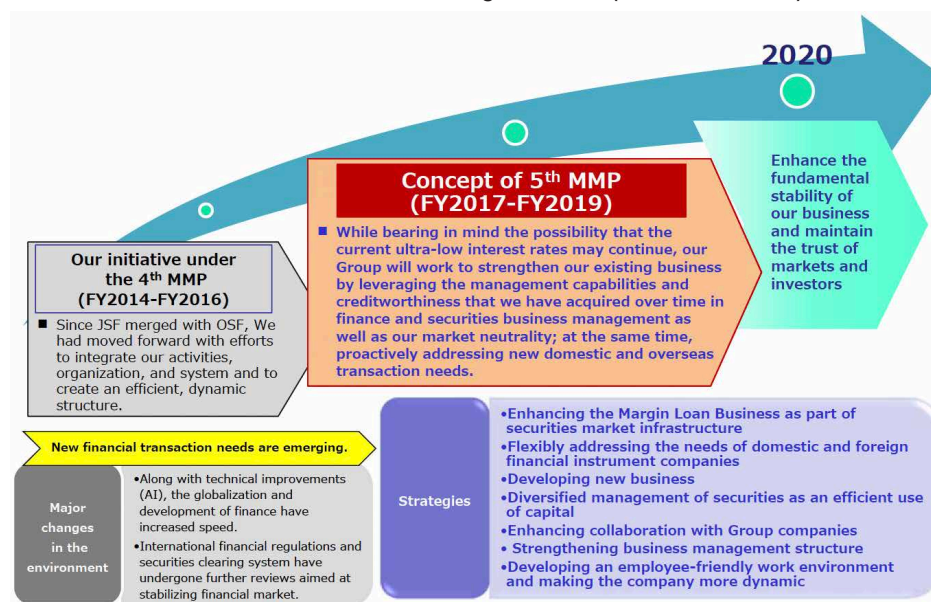 2020
Enhance the
fundamental
stability of
our business
and maintain
the trust of
markets and
investors
Concept of 5th MMP
(FY2017-FY2019)
■ While bearing in mind the possibility that the
current ultra-low interest rates may continue, our
Group will work to strengthen our existing business
by leveraging the management capabilities and
creditworthiness that we have acquired over time in
finance and securities business management as
well as our market neutrality; at the same time,
proactively addressing new domestic and overseas
transaction needs.
Our initiative under
the 4th MMP
(FY2014-FY2016)
■ Since JSF merged with OSF, We
had moved forward with efforts
to integrate our activities,
organization, and system and to
create an efficient, dynamic
structure.
New financial transaction needs are emerging.
Major
changes
in the
environment
•Along with technical improvements
(AI), the globalization and
development of finance have
increased speed.
•International financial regulations and
securities clearing system have
undergone further reviews aimed at
stabilizing financial market.
Strategies
•Enhancing the Margin Loan Business as part of
securities market infrastructure
•Flexibly addressing the needs of domestic and foreign
financial instrument companies
•Developing new business
•Diversified management of securities as an efficient use
of capital
•Enhancing collaboration with Group companies
• Strengthening business management structure
•Developing an employee-friendly work environment
and making the company more dynamic